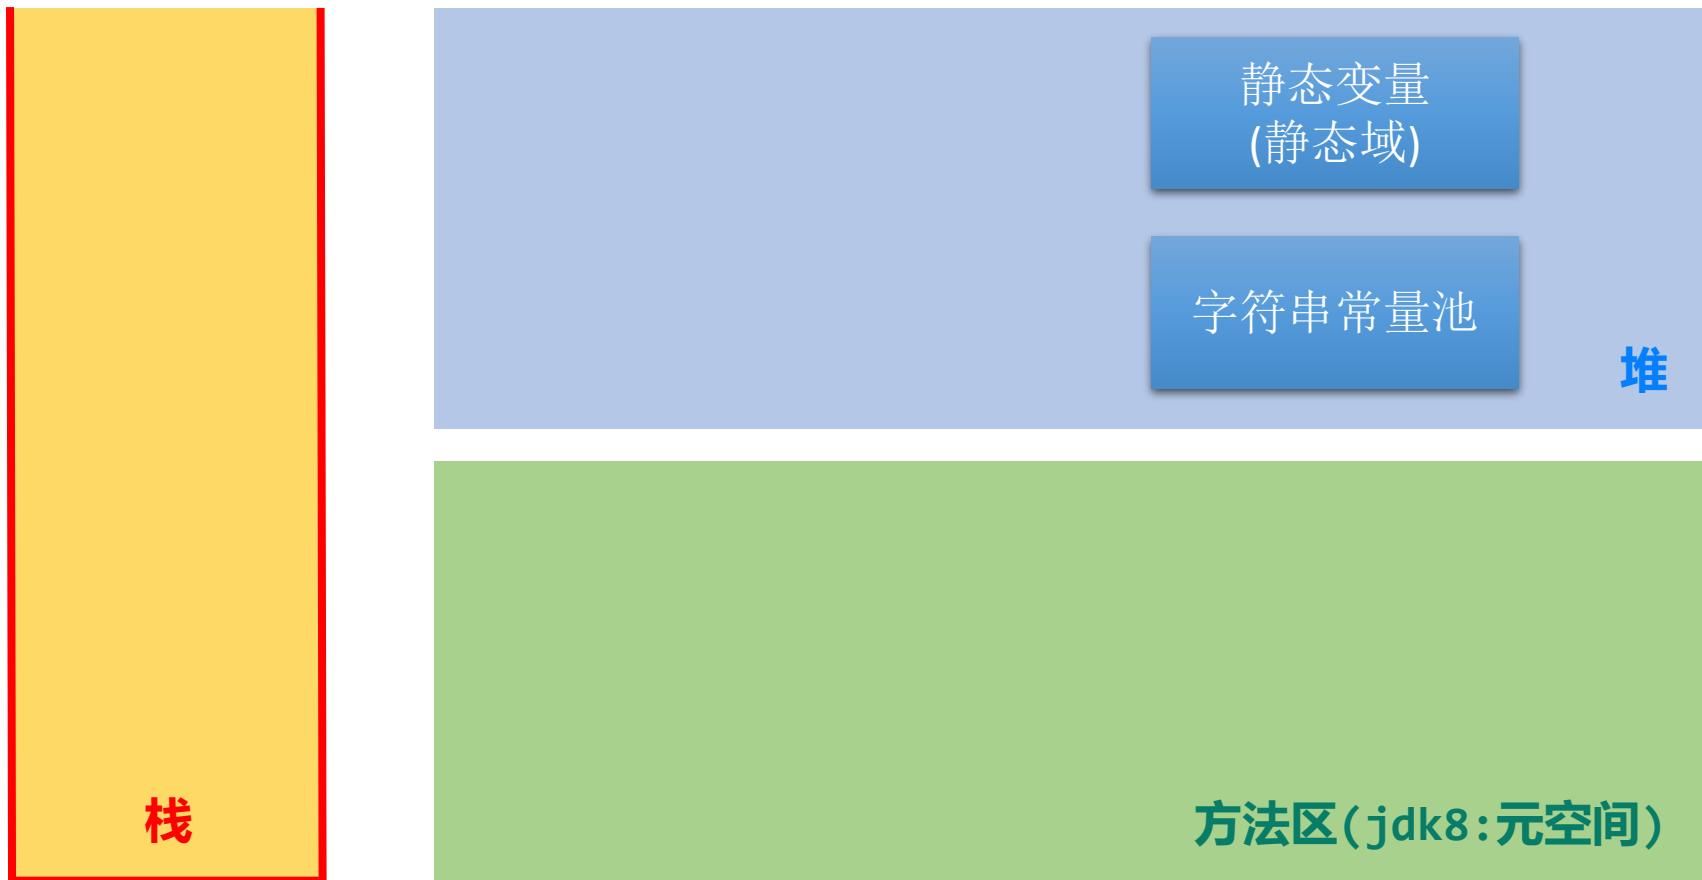 静态变量
(静态域)
字符串常量池
堆
栈
方法区(jdk8:元空间)